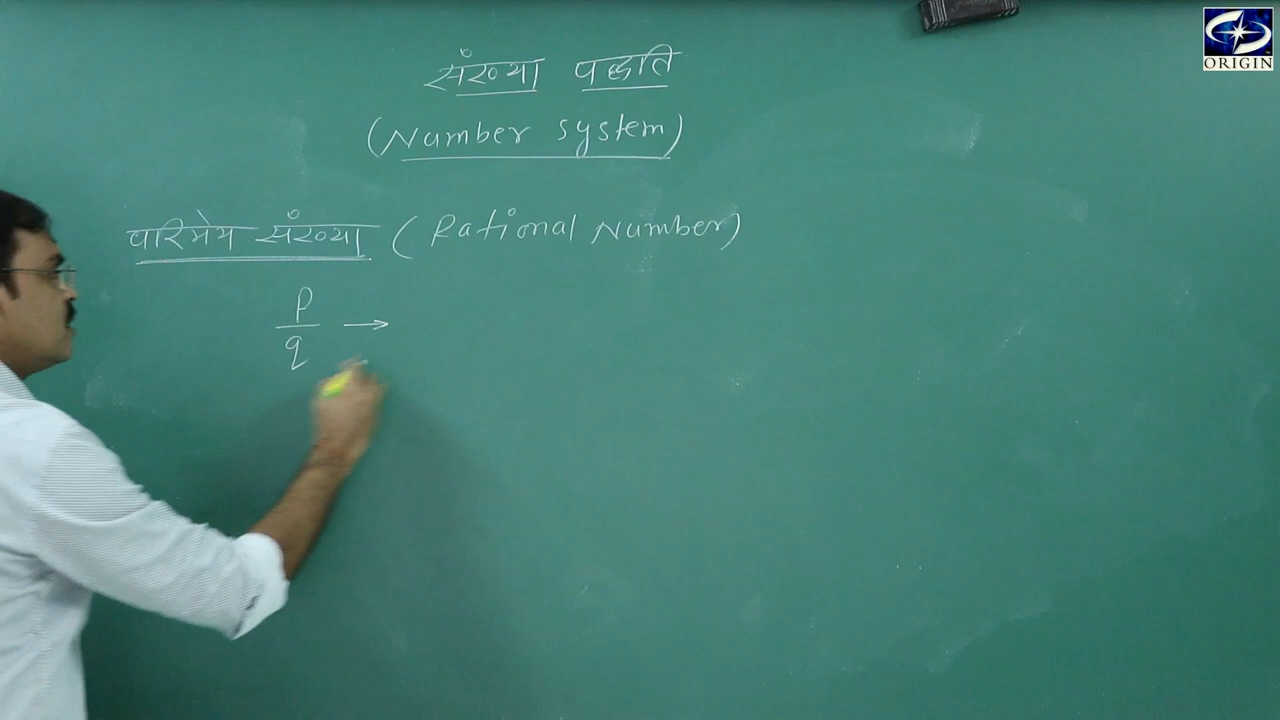 संख्या पद्धति
(Number system)
परिमेय संख्या (Rational Number)
p →
q
ORIGIN